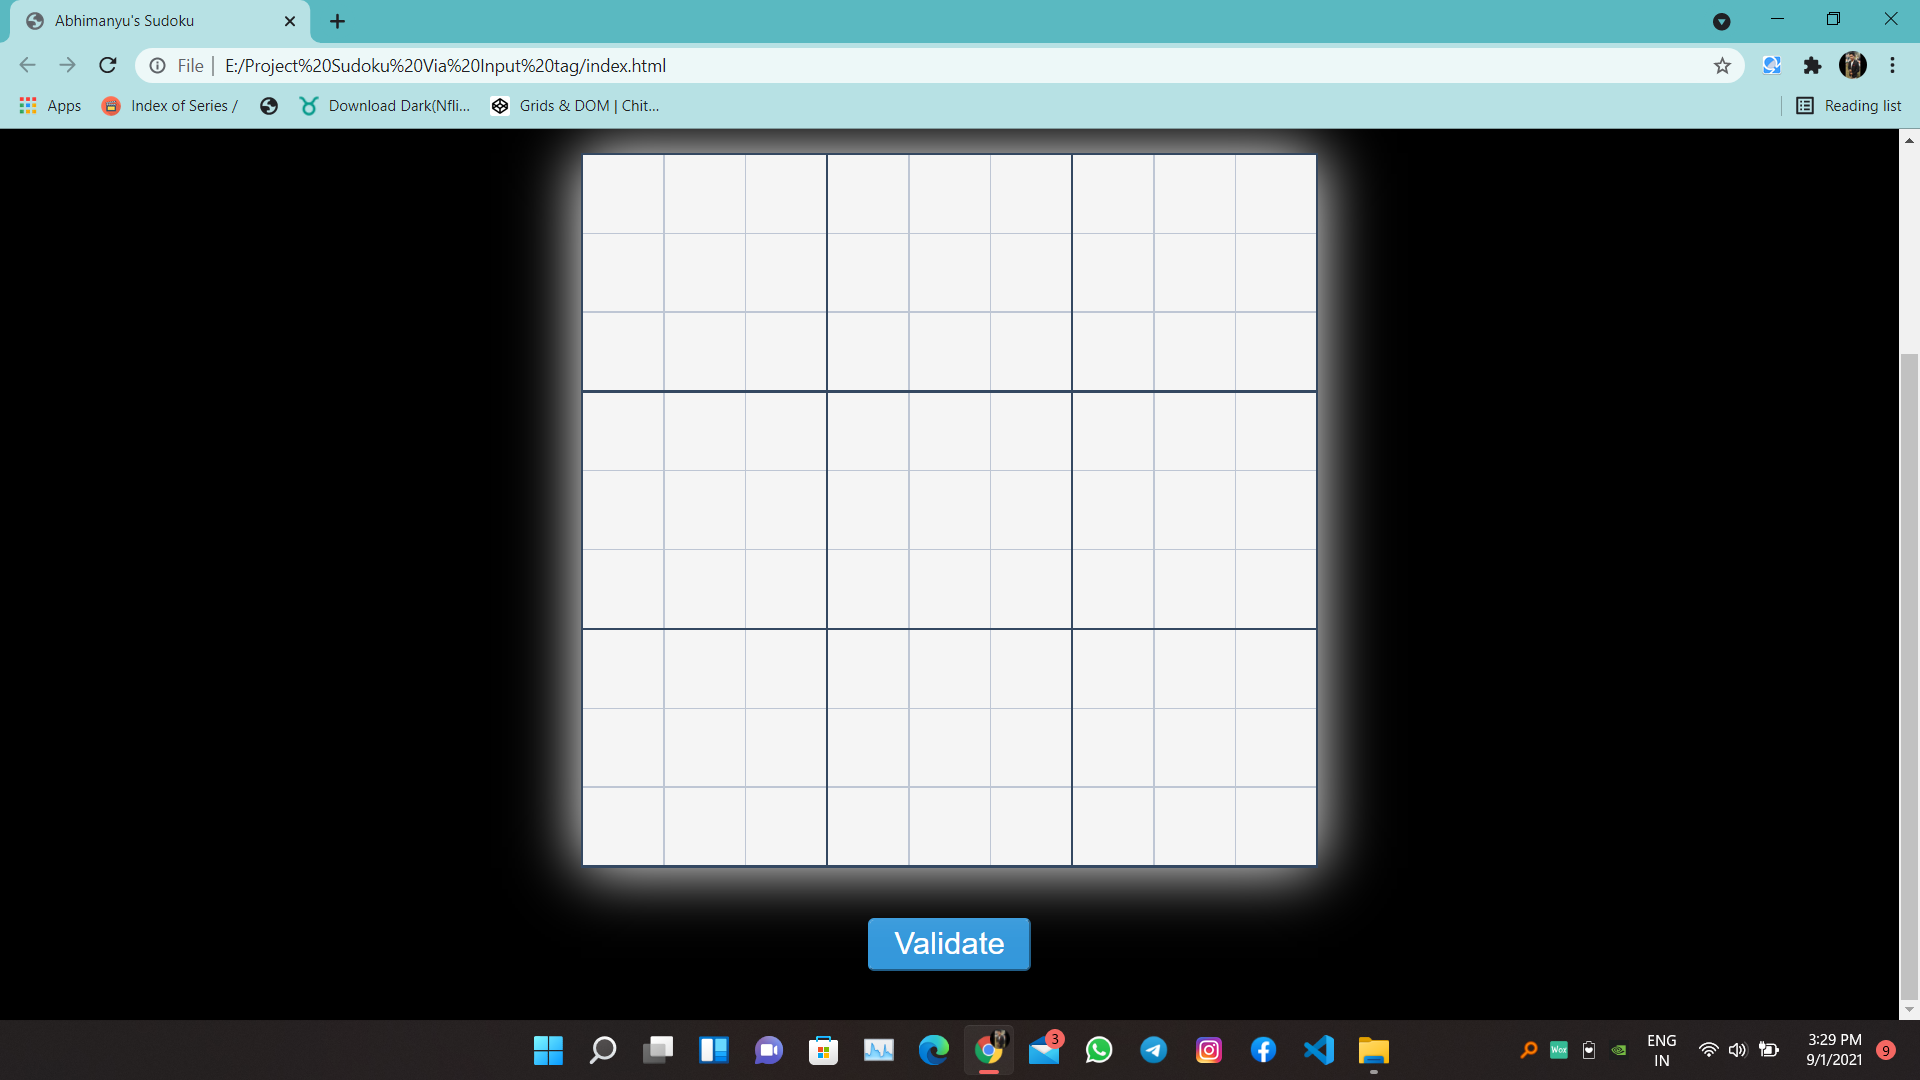 Abhimanyu's Sudoku
File | E:/Project%20Sudoku%20Via%20Input%20tag/index.html
Apps Index of Series / Download Dark(Nfli... Grids & DOM | Chit... Reading list
Validate
3
Wox
ENG
IN
3:29 PM
9/1/2021
9